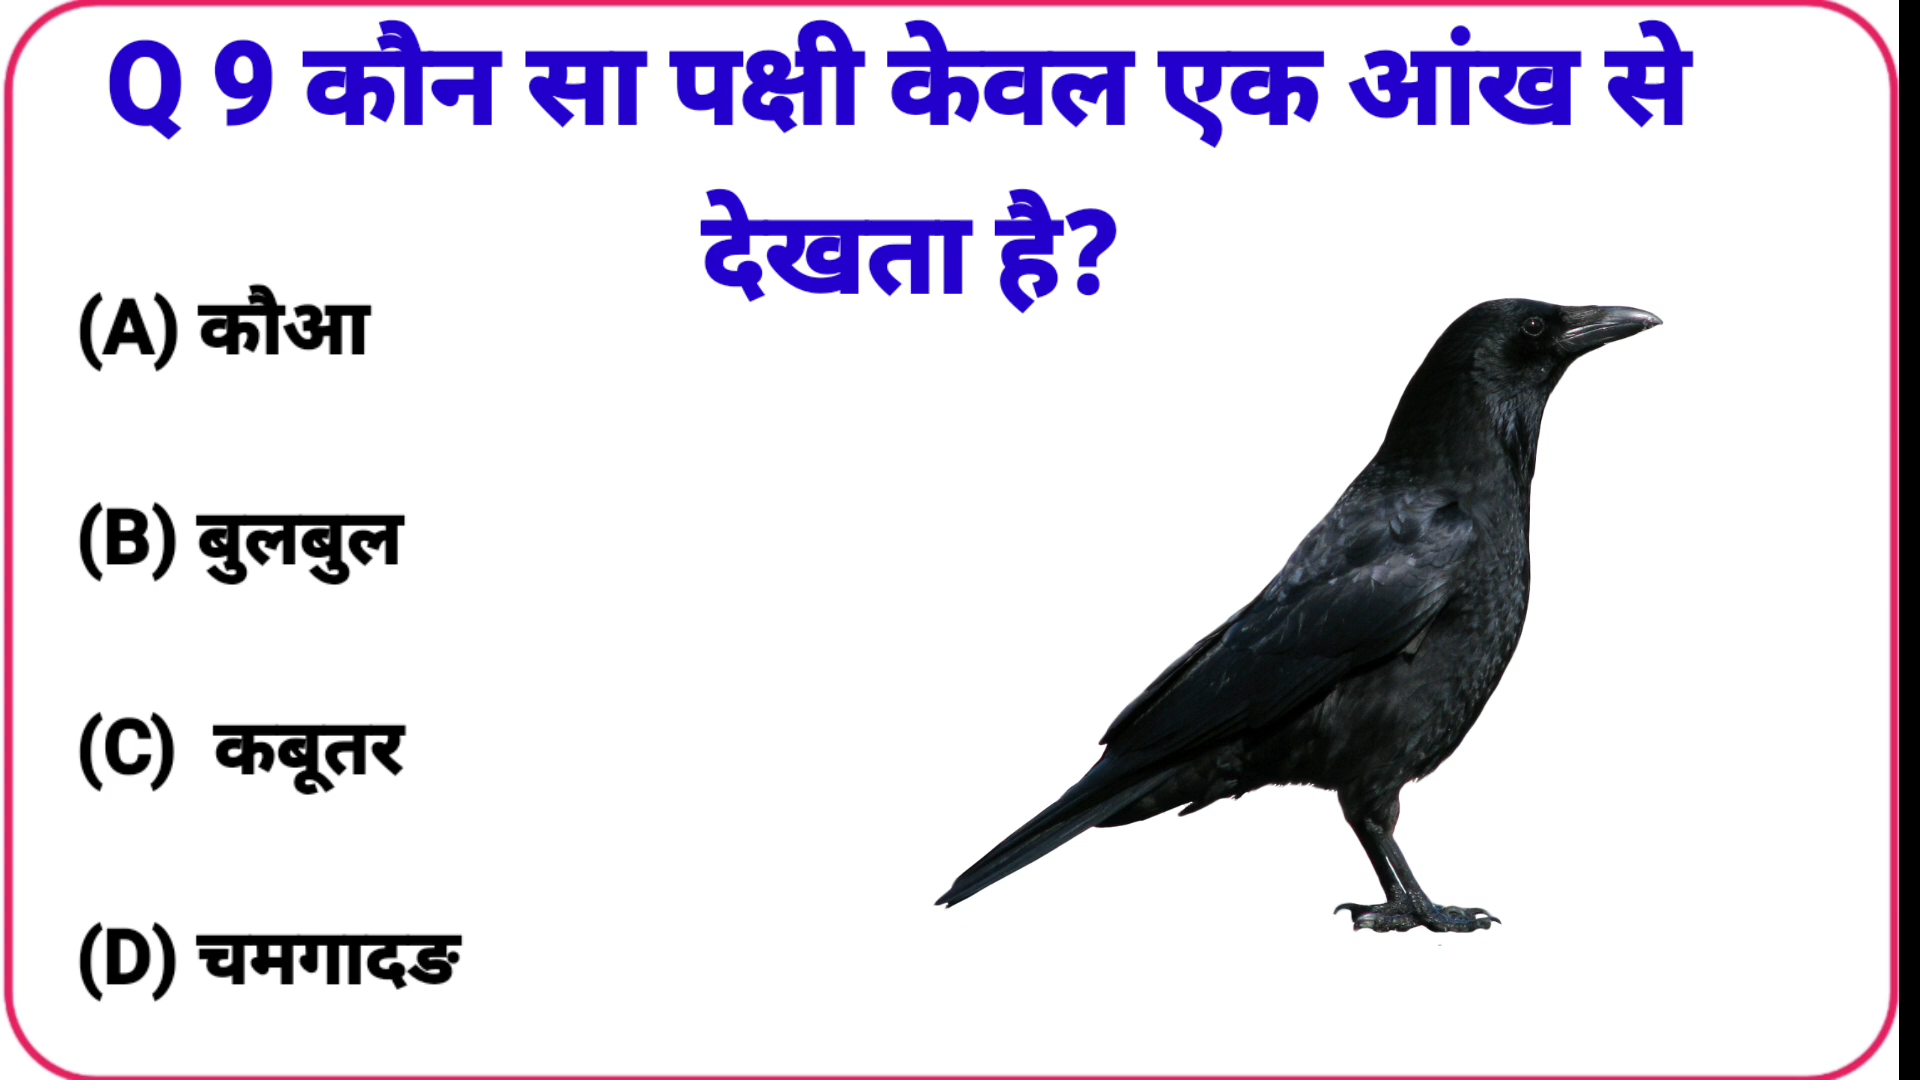 Q 9 कौन सा पक्षी केवल एक आंख से
देखता है?
(A) कौआ
(B) बुलबुल
(C) कबूतर
(D) चमगादङ